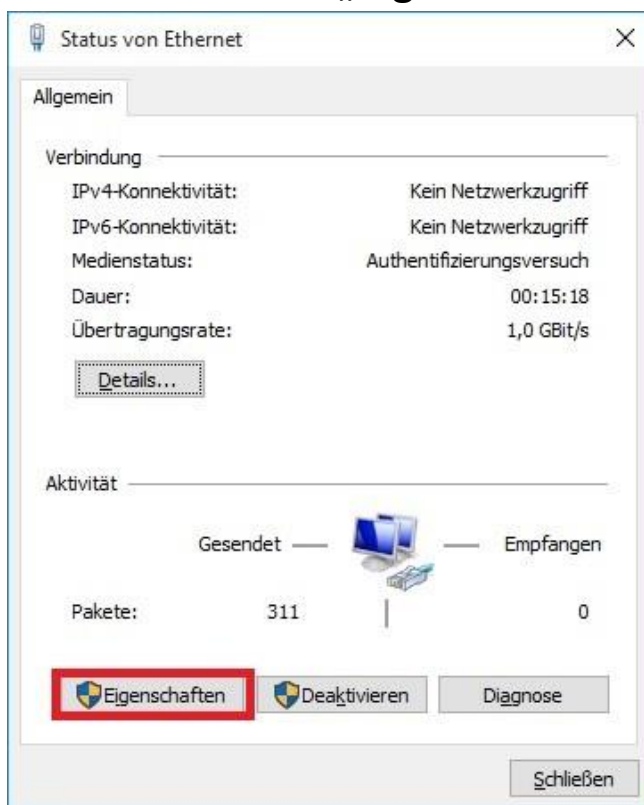 Status von Ethernet
Allgemein
Verbindung
IPv4-Konnektivität: Kein Netzwerkzugriff
IPv6-Konnektivität: Kein Netzwerkzugriff
Medienstatus: Authentifizierungsversuch
Dauer: 00:15:18
Übertragungsrate: 1,0 GBit/s
Details...
Aktivität
Gesendet Empfangen
Pakete: 311 0
Eigenschaften Deaktivieren Diagnose
Schließen